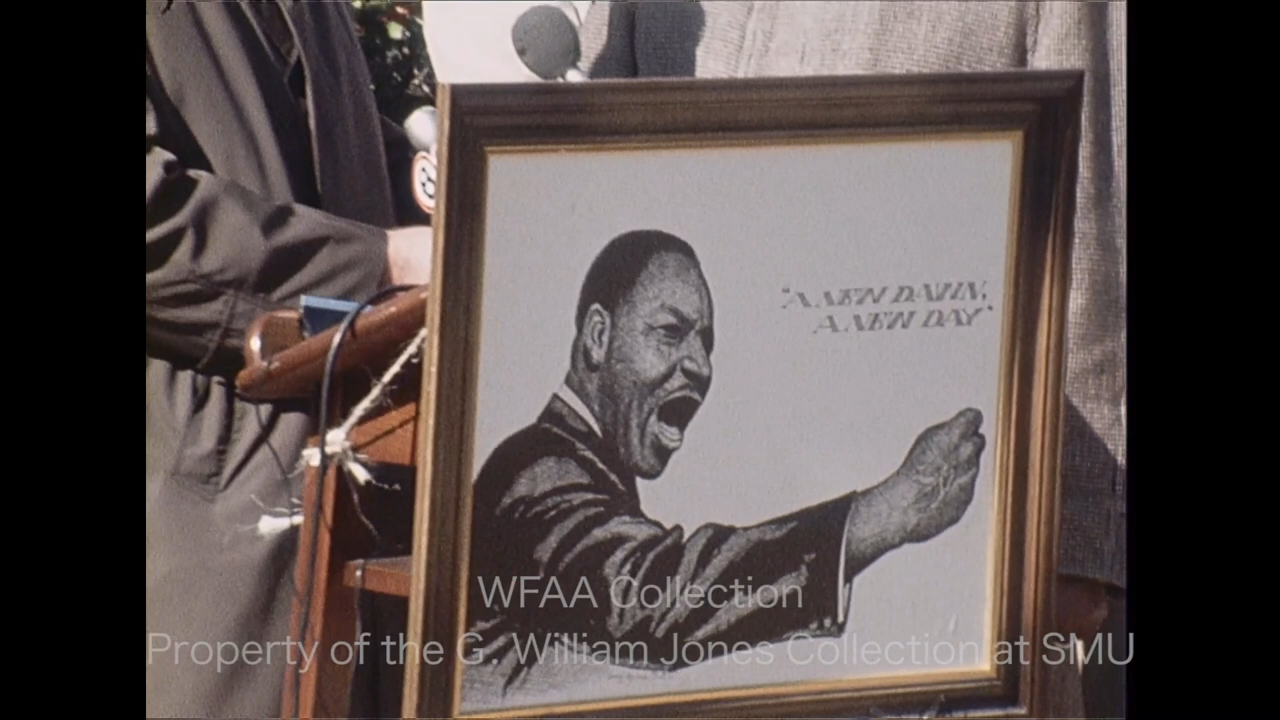 "A NEW DAWN,
A NEW DAY"
WFAA Collection
Property of the G. William Jones Collection at SMU